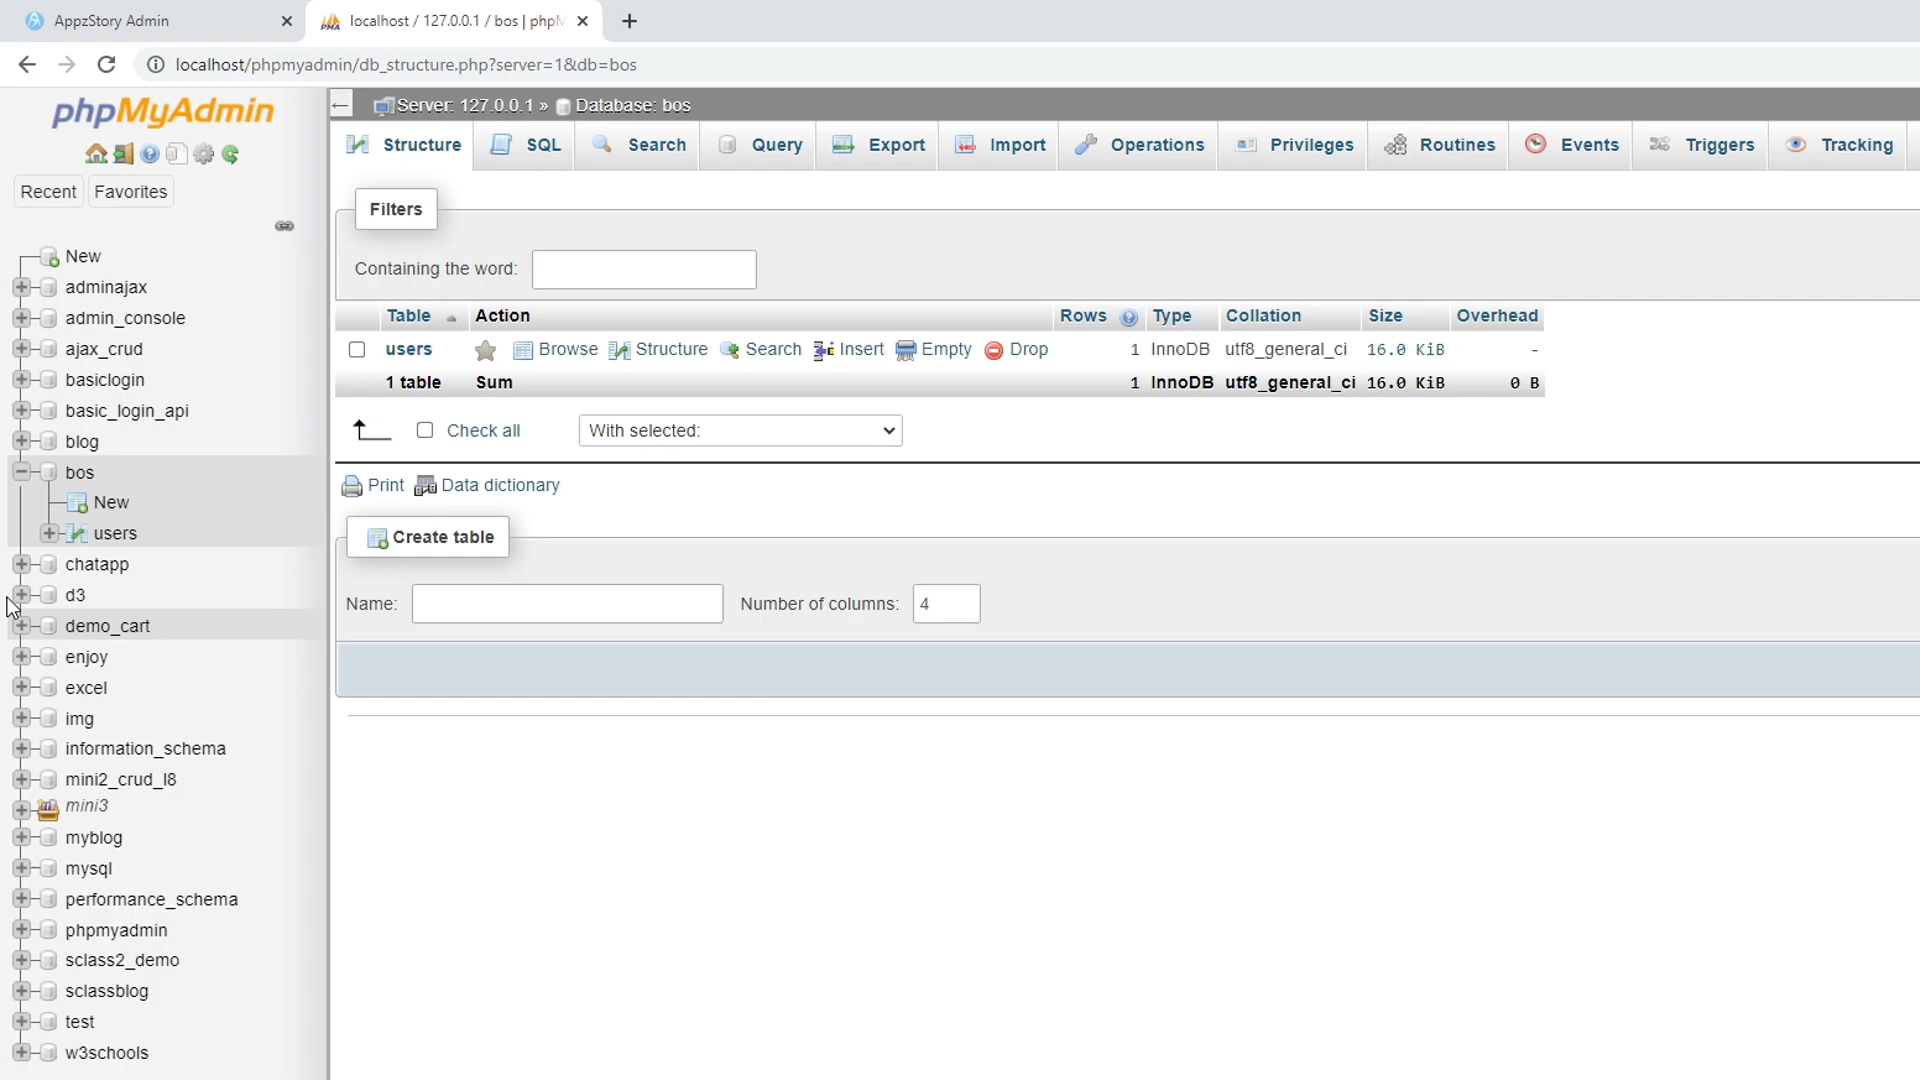 AppzStory Admin
localhost / 127.0.0.1 / bos | phpM
localhost/phpmyadmin/db_structure.php?server=1&db=bos
phpMyAdmin
Recent
Favorites
New
adminajax
admin_console
ajax_crud
basiclogin
basic_login_api
blog
bos
New
users
chatapp
d3
demo_cart
enjoy
excel
img
information_schema
mini2_crud_l8
mini3
myblog
mysql
performance_schema
phpmyadmin
sclass2_demo
sclassblog
test
w3schools
Server: 127.0.0.1 » Database: bos
Structure SQL Search Query Export Import Operations Privileges Routines Events Triggers Tracking
Filters
Containing the word:
Table Action Rows Type Collation Size Overhead
users Browse Structure Search Insert Empty Drop 1 InnoDB utf8_general_ci 16.0 KiB -
1 table Sum 1 InnoDB utf8_general_ci 16.0 KiB 0 B
Check all With selected:
Print Data dictionary
Create table
Name: Number of columns: 4